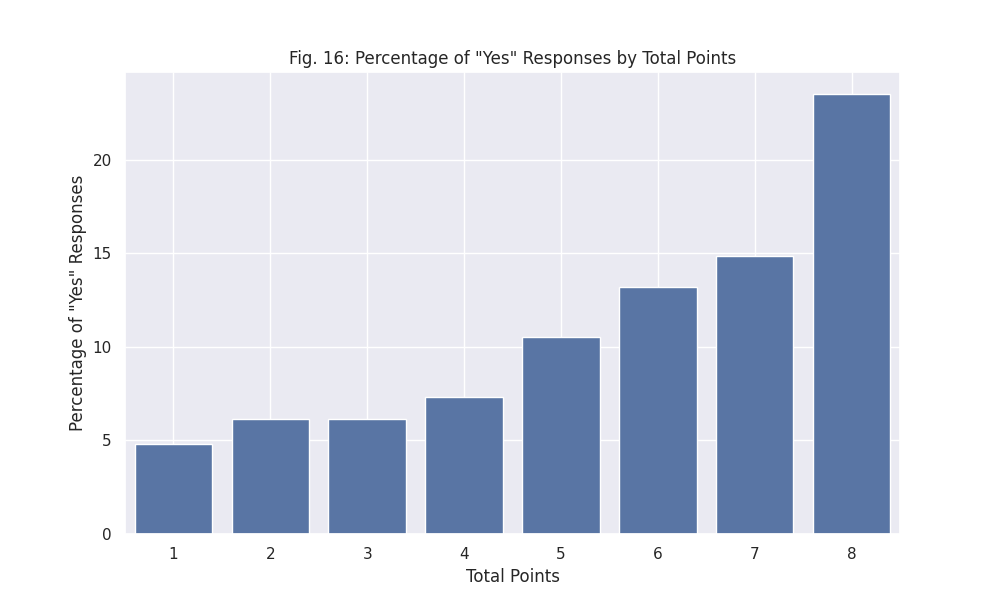 Fig. 16: Percentage of "Yes" Responses by Total Points
Percentage of "Yes" Responses
20
15
10
5
0
1 2 3 4 5 6 7 8
Total Points